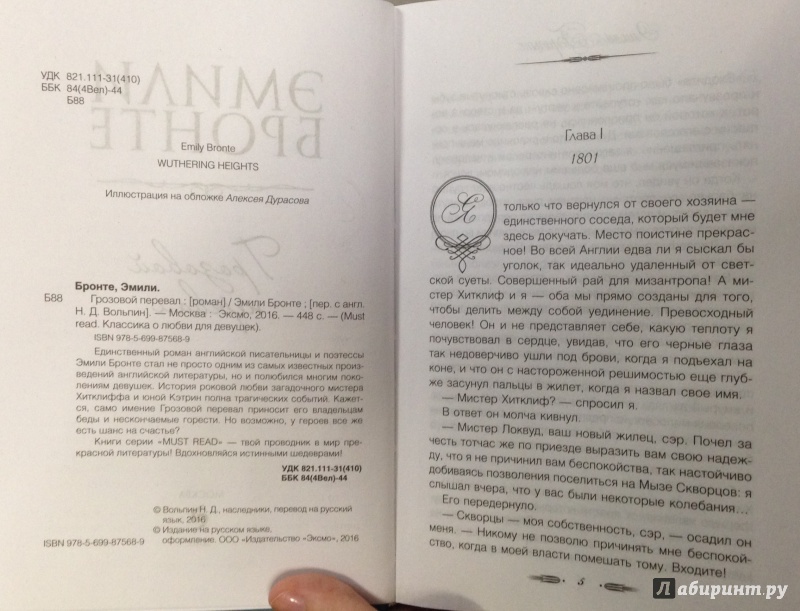 УДК 821.111-31(410)
ББК 84(4Вел)-44
Б88
ЭМИЛИ
БРОНТЕ
Emily Bronte
WUTHERING HEIGHTS
Иллюстрация на обложке Алексея Дурасова
Грозовой
Бронте, Эмили.
Б88 Грозовой перевал : [роман] / Эмили Бронте ; [пер. с англ.
Н. Д. Вольпин]. — Москва : Эксмо, 2016. — 448 с. — (Must
read. Классика о любви для девушек).
ISBN 978-5-699-87568-9
Единственный роман английской писательницы и поэтессы
Эмили Бронте стал не просто одним из самых известных произ-
ведений английской литературы, но и полюбился многим поко-
лениям девушек. История роковой любви загадочного мистера
Хитклиффа и юной Кэтрин полна трагических событий. Кажет-
ся, само имение Грозовой перевал приносит его владельцам
беды и нескончаемые горести. Но возможно, у героев все же
есть шанс на счастье?
Книги серии «MUST READ» — твой проводник в мир пре-
красной литературы! Вдохновляйся истинными шедеврами!
УДК 821.111-31(410)
ББК 84(4Вел)-44
© Вольпин Н. Д., наследники, перевод на русский
язык, 2016
© Издание на русском языке,
оформление. ООО «Издательство «Эксмо», 2016
ISBN 978-5-699-87568-9
Глава I
1801
Я только что вернулся от своего хозяина —
единственного соседа, который будет мне
здесь докучать. Место поистине прекрас-
ное! Во всей Англии едва ли я сыскал бы
уголок, так идеально удаленный от свет-
ской суеты. Совершенный рай для мизантропа! А ми-
стер Хитклиф и я — оба мы прямо созданы для того,
чтобы делить между собой уединение. Превосходный
человек! Он и не представляет себе, какую теплоту я
почувствовал в сердце, увидав, что его черные глаза
так недоверчиво ушли под брови, когда я подъехал на
коне, и что он с настороженной решимостью еще глуб-
же засунул пальцы в жилет, когда я назвал свое имя.
— Мистер Хитклиф? — спросил я.
В ответ он молча кивнул.
— Мистер Локвуд, ваш новый жилец, сэр. Почел за
честь тотчас же по приезде выразить вам свою надеж-
ду, что я не причинил вам беспокойства, так настойчиво
добиваясь позволения поселиться на Мызе Скворцов: я
слышал вчера, что у вас были некоторые колебания...
Его передернуло.
— Скворцы — моя собственность, сэр, — осадил он
меня. — Никому не позволю причинять мне беспокой-
ство, когда в моей власти помешать тому. Входите!
5
Лабиринт.ру